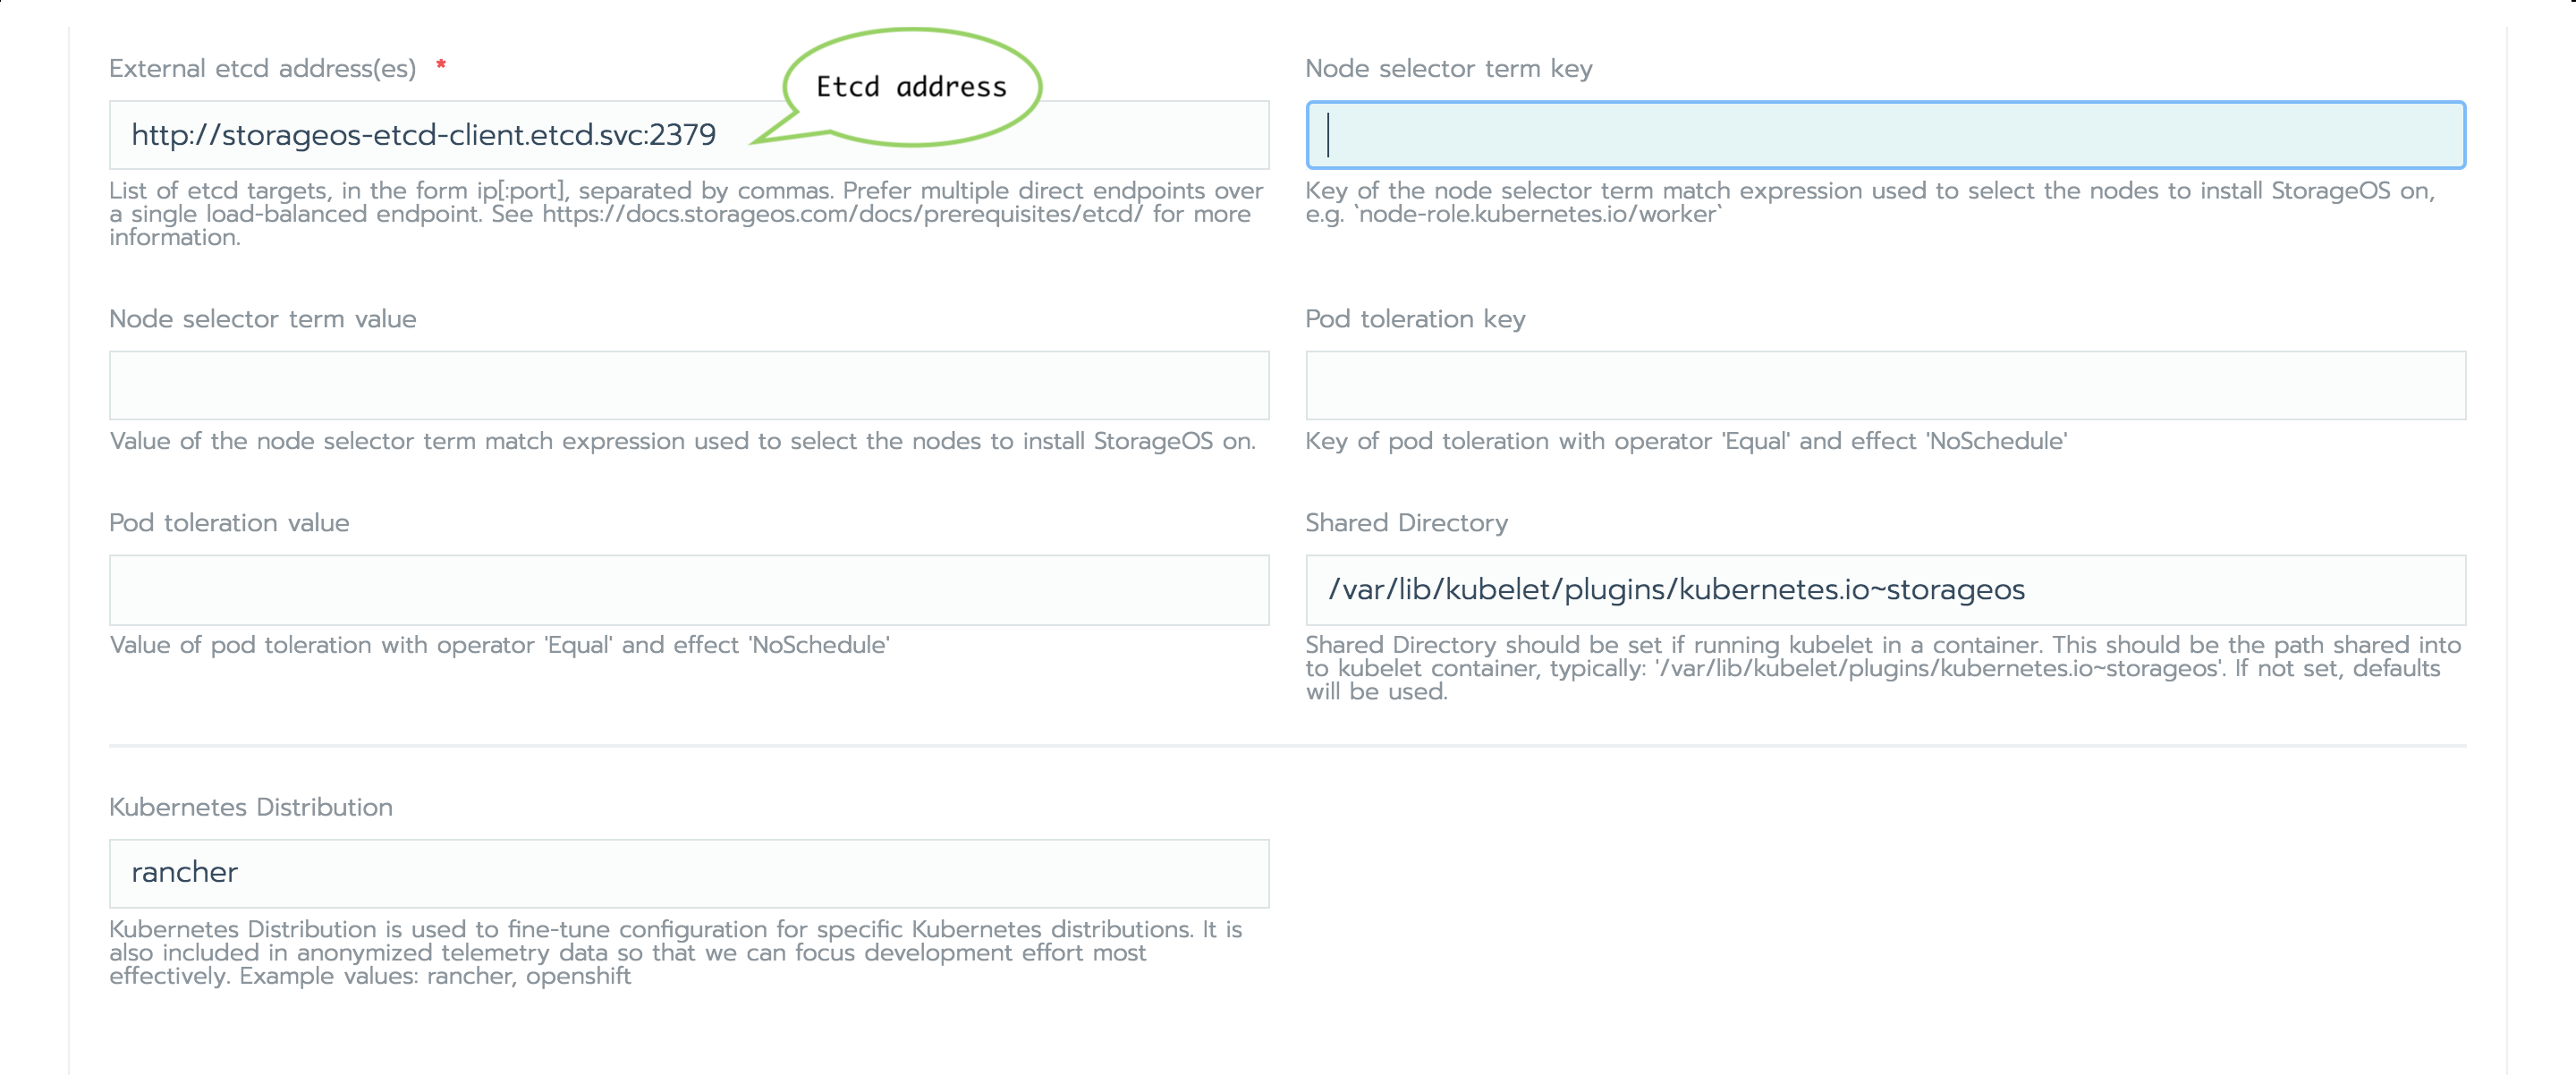 External etcd address(es) *
Etcd address
http://storageos-etcd-client.etcd.svc:2379
List of etcd targets, in the form ip[:port], separated by commas. Prefer multiple direct endpoints over
a single load-balanced endpoint. See https://docs.storageos.com/docs/prerequisites/etcd/ for more
information.
Node selector term key
Key of the node selector term match expression used to select the nodes to install StorageOS on,
e.g. `node-role.kubernetes.io/worker`
Node selector term value
Value of the node selector term match expression used to select the nodes to install StorageOS on.
Pod toleration key
Key of pod toleration with operator 'Equal' and effect 'NoSchedule'
Pod toleration value
Value of pod toleration with operator 'Equal' and effect 'NoSchedule'
Shared Directory
/var/lib/kubelet/plugins/kubernetes.io~storageos
Shared Directory should be set if running kubelet in a container. This should be the path shared into
to kubelet container, typically: '/var/lib/kubelet/plugins/kubernetes.io~storageos'. If not set, defaults
will be used.
Kubernetes Distribution
rancher
Kubernetes Distribution is used to fine-tune configuration for specific Kubernetes distributions. It is
also included in anonymized telemetry data so that we can focus development effort most
effectively. Example values: rancher, openshift